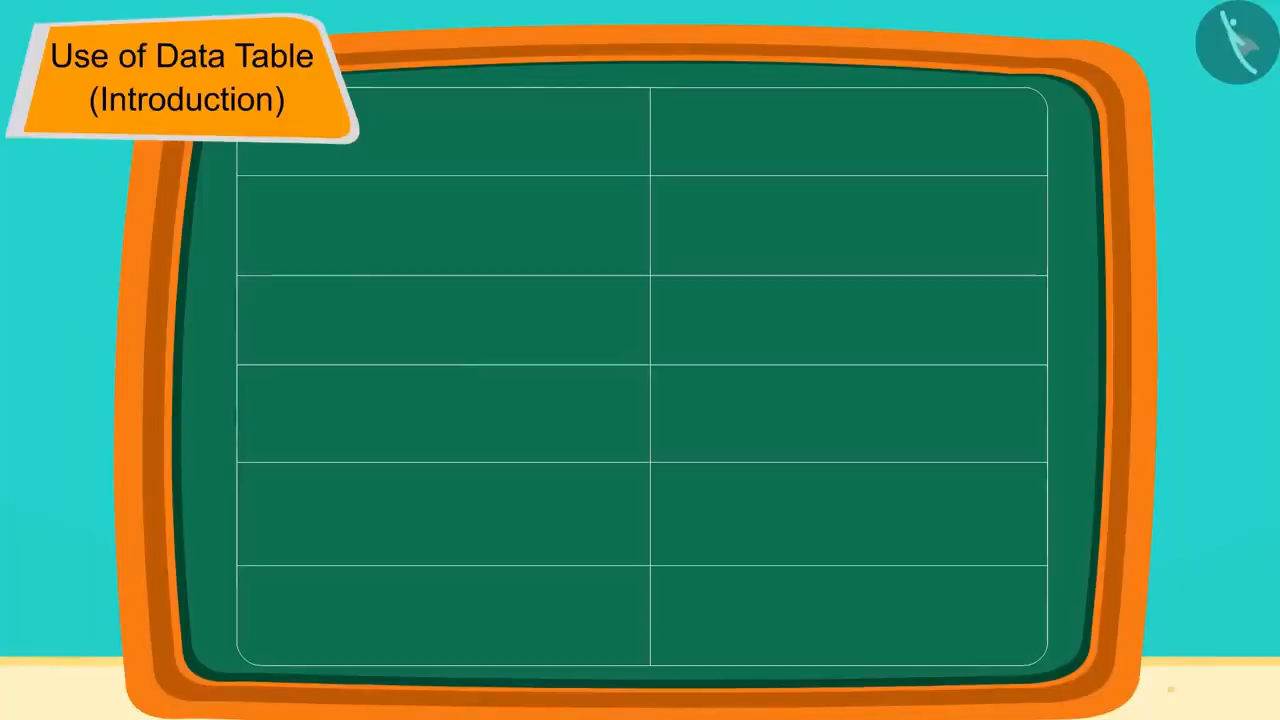 Use of Data Table
(Introduction)